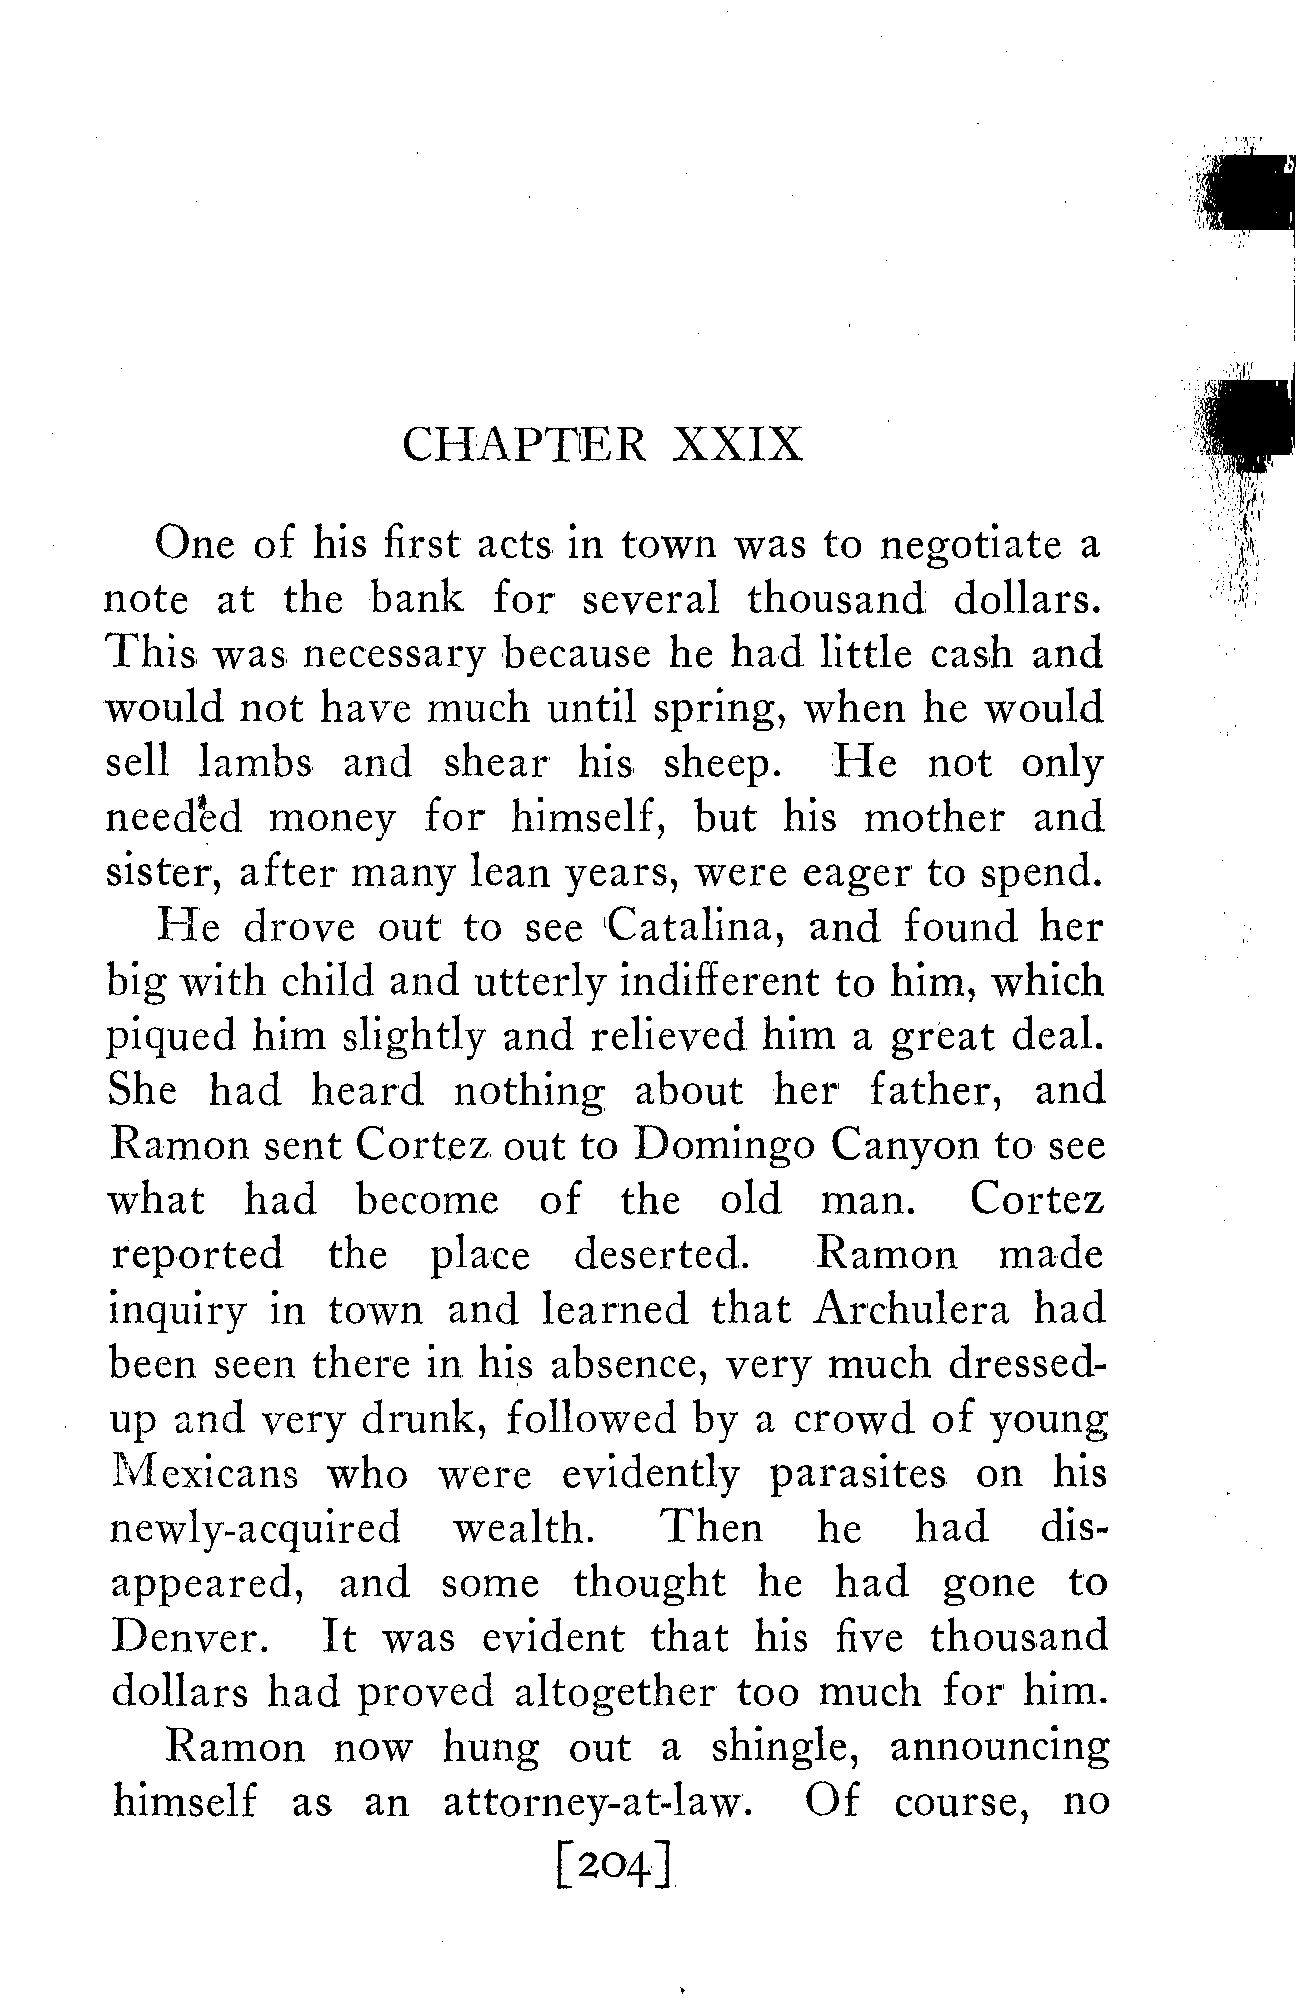 CHAPTER XXIX
One of his first acts in town was to negotiate a
note at the bank for several thousand dollars.
This was necessary because he had little cash and
would not have much until spring, when he would
sell lambs and shear his sheep. He not only
needed money for himself, but his mother and
sister, after many lean years, were eager to spend.
He drove out to see Catalina, and found her
big with child and utterly indifferent to him, which
piqued him slightly and relieved him a great deal.
She had heard nothing about her father, and
Ramon sent Cortez out to Domingo Canyon to see
what had become of the old man. Cortez
reported the place deserted. Ramon made
inquiry in town and learned that Archulera had
been seen there in his absence, very much dressed-
up and very drunk, followed by a crowd of young
Mexicans who were evidently parasites on his
newly-acquired wealth. Then he had dis-
appeared, and some thought he had gone to
Denver. It was evident that his five thousand
dollars had proved altogether too much for him.
Ramon now hung out a shingle, announcing
himself as an attorney-at-law. Of course, no
[204]